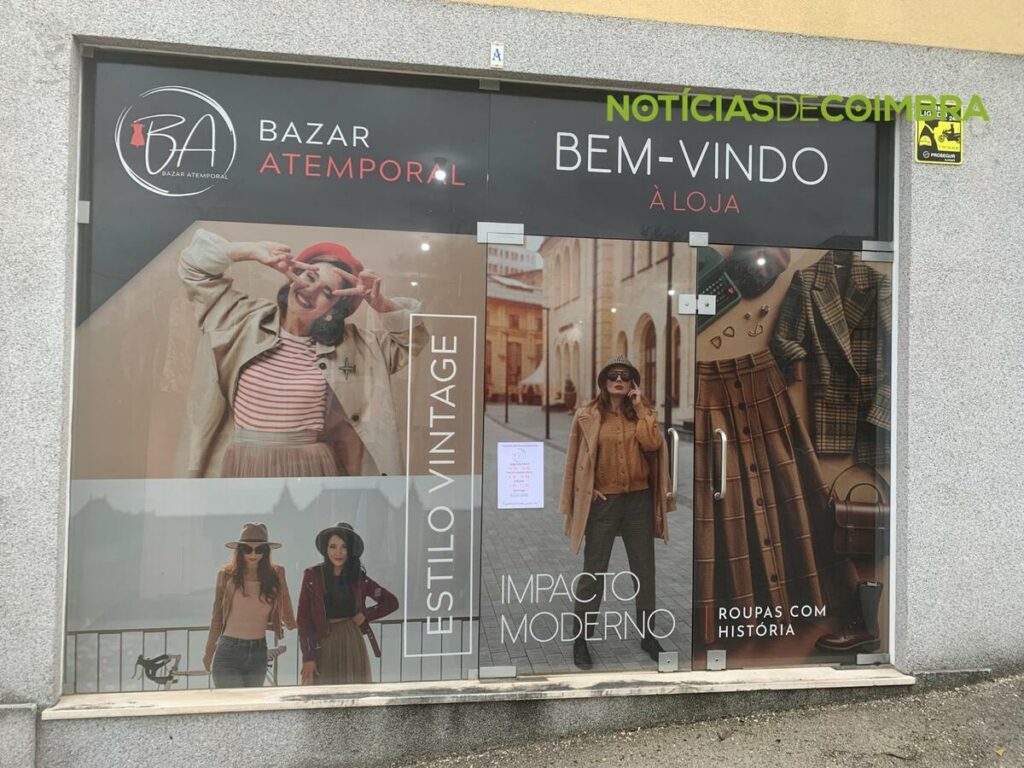 A
NOTÍCIASDECOIMBRA
BA
BAZAR ATEMPORAL
BAZAR
ATEMPORAL
BEM-VINDO
À LOJA
PROSEGUR
ESTILO VINTAGE
IMPACTO
MODERNO
ROUPAS COM
HISTÓRIA